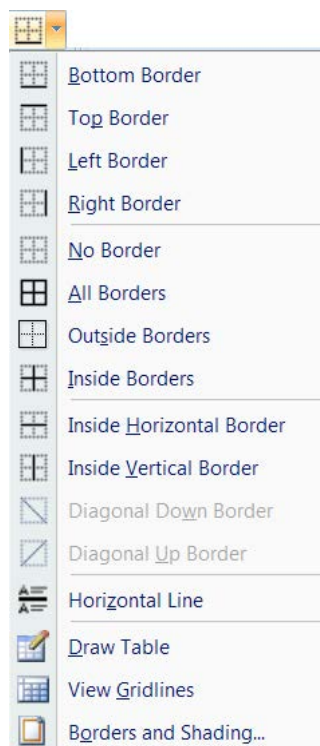 Bottom Border
Top Border
Left Border
Right Border
No Border
All Borders
Outside Borders
Inside Borders
Inside Horizontal Border
Inside Vertical Border
Diagonal Down Border
Diagonal Up Border
Horizontal Line
Draw Table
View Gridlines
Borders and Shading...